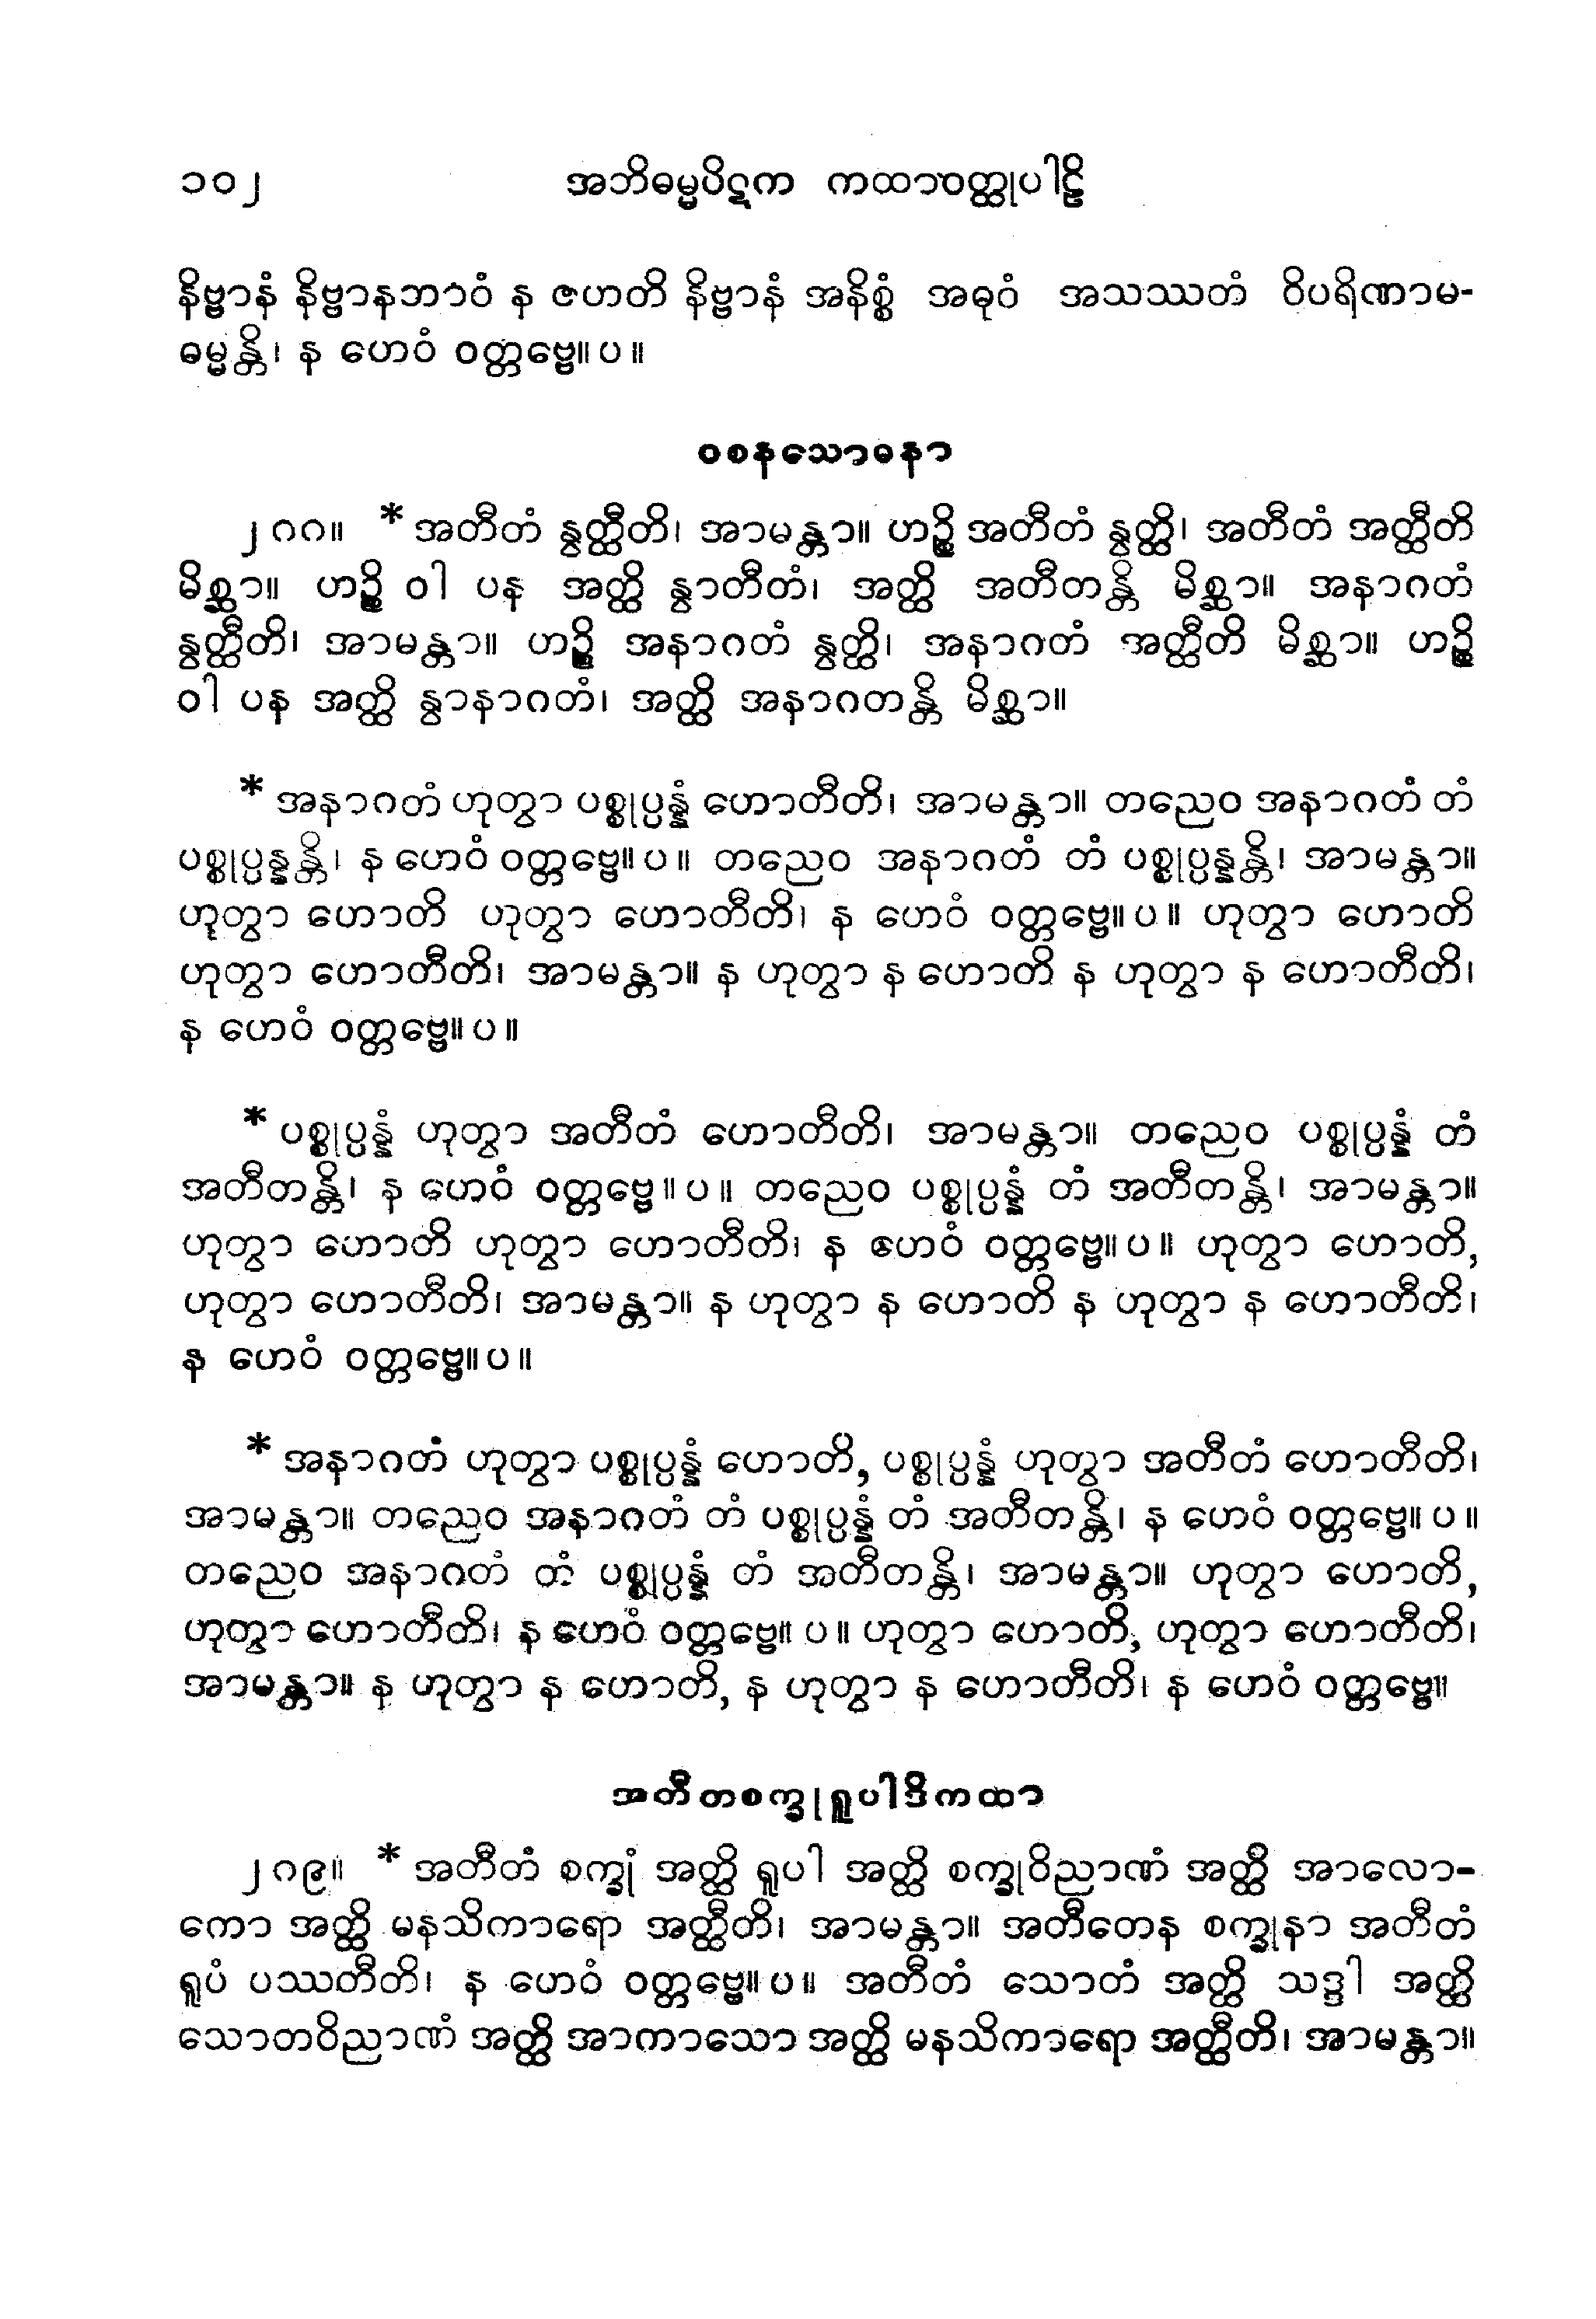 ၁၀၂ အဘိဓမ္မပိဋက ကထာဝတ္ထုပါဠိ
နိဗ္ဗာနံ နိဗ္ဗာနဘာဝံ န ဇဟတိ နိဗ္ဗာနံ အနိစ္စံ အဓုဝံ အသဿတံ ဝိပရိဏာမ-
ဓမ္မန္တိ၊ န ဟေဝံ ဝတ္တဗ္ဗေ။ ပ ။
ဝစနသောဓနာ
၂၈၈။ * အတီတံ နွတ္ထီတိ၊ အာမန္တာ။ ဟဉ္စိ အတီတံ နွတ္ထိ၊ အတီတံ အတ္ထီတိ
မိစ္ဆာ။ ဟဉ္စိ ဝါ ပန အတ္ထိ နွာတီတံ၊ အတ္ထိ အတီတန္တိ မိစ္ဆာ။ အနာဂတံ
နွတ္ထီတိ၊ အာမန္တာ။ ဟဉ္စိ အနာဂတံ နွတ္ထိ၊ အနာဂတံ အတ္ထီတိ မိစ္ဆာ။ ဟဉ္စိ
ဝါ ပန အတ္ထိ နွာနာဂတံ၊ အတ္ထိ အနာဂတန္တိ မိစ္ဆာ။
* အနာဂတံ ဟုတွာ ပစ္စုပ္ပန္နံ ဟောတီတိ၊ အာမန္တာ။ တညေဝ အနာဂတံ တံ
ပစ္စုပ္ပန္နန္တိ၊ န ဟေဝံ ဝတ္တဗ္ဗေ။ ပ ။ တညေဝ အနာဂတံ တံ ပစ္စုပ္ပန္နန္တိ၊ အာမန္တာ။
ဟုတွာ ဟောတိ ဟုတွာ ဟောတီတိ၊ န ဟေဝံ ဝတ္တဗ္ဗေ။ ပ ။ ဟုတွာ ဟောတိ
ဟုတွာ ဟောတီတိ၊ အာမန္တာ။ န ဟုတွာ န ဟောတိ န ဟုတွာ န ဟောတီတိ၊
န ဟေဝံ ဝတ္တဗ္ဗေ။ ပ ။
* ပစ္စုပ္ပန္နံ ဟုတွာ အတီတံ ဟောတီတိ၊ အာမန္တာ။ တညေဝ ပစ္စုပ္ပန္နံ တံ
အတီတန္တိ၊ န ဟေဝံ ဝတ္တဗ္ဗေ။ ပ ။ တညေဝ ပစ္စုပ္ပန္နံ တံ အတီတန္တိ၊ အာမန္တာ။
ဟုတွာ ဟောတိ ဟုတွာ ဟောတီတိ၊ န ဟေဝံ ဝတ္တဗ္ဗေ။ ပ ။ ဟုတွာ ဟောတိ,
ဟုတွာ ဟောတီတိ၊ အာမန္တာ။ န ဟုတွာ န ဟောတိ န ဟုတွာ န ဟောတီတိ၊
န ဟေဝံ ဝတ္တဗ္ဗေ။ ပ ။
* အနာဂတံ ဟုတွာ ပစ္စုပ္ပန္နံ ဟောတိ, ပစ္စုပ္ပန္နံ ဟုတွာ အတီတံ ဟောတီတိ၊
အာမန္တာ။ တညေဝ အနာဂတံ တံ ပစ္စုပ္ပန္နံ တံ အတီတန္တိ၊ န ဟေဝံ ဝတ္တဗ္ဗေ။ ပ ။
တညေဝ အနာဂတံ တံ ပစ္စုပ္ပန္နံ တံ အတီတန္တိ၊ အာမန္တာ။ ဟုတွာ ဟောတိ,
ဟုတွာ ဟောတီတိ၊ န ဟေဝံ ဝတ္တဗ္ဗေ။ ပ ။ ဟုတွာ ဟောတိ, ဟုတွာ ဟောတီတိ၊
အာမန္တာ။ န ဟုတွာ န ဟောတိ, န ဟုတွာ န ဟောတီတိ၊ န ဟေဝံ ဝတ္တဗ္ဗေ။
အတီတစက္ခုရူပါဒိကထာ
၂၈၉။ * အတီတံ စက္ခုံ အတ္ထိ ရူပါ အတ္ထိ စက္ခုဝိညာဏံ အတ္ထိ အာလော-
ကော အတ္ထိ မနသိကာရော အတ္ထီတိ၊ အာမန္တာ။ အတီတေန စက္ခုနာ အတီတံ
ရူပံ ပဿတီတိ၊ န ဟေဝံ ဝတ္တဗ္ဗေ။ ပ ။ အတီတံ သောတံ အတ္ထိ သဒ္ဒါ အတ္ထိ
သောတဝိညာဏံ အတ္ထိ အာကာသော အတ္ထိ မနသိကာရော အတ္ထီတိ၊ အာမန္တာ။